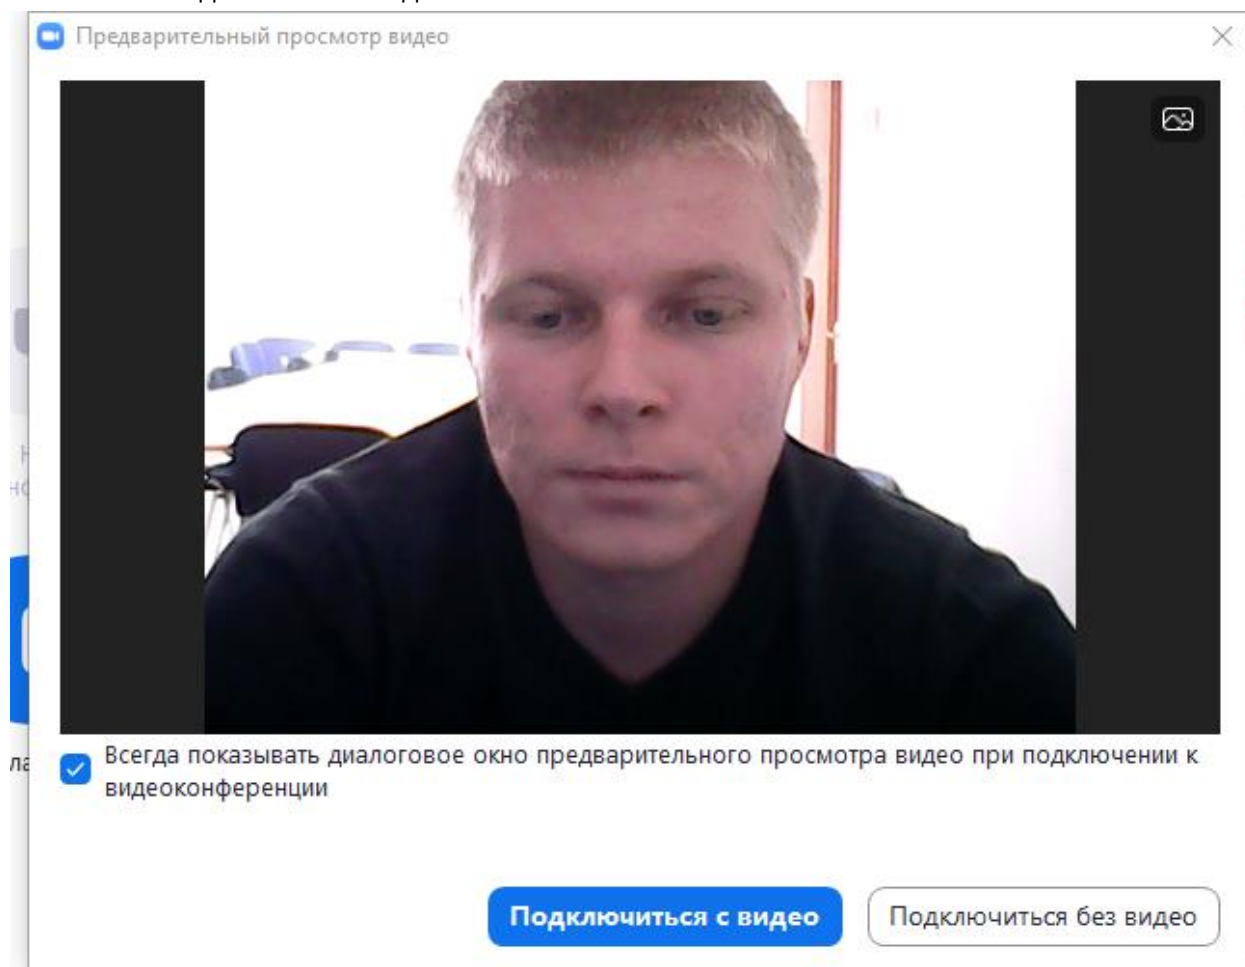 Предварительный просмотр видео
Всегда показывать диалоговое окно предварительного просмотра видео при подключении к
видеоконференции
Подключиться с видео
Подключиться без видео